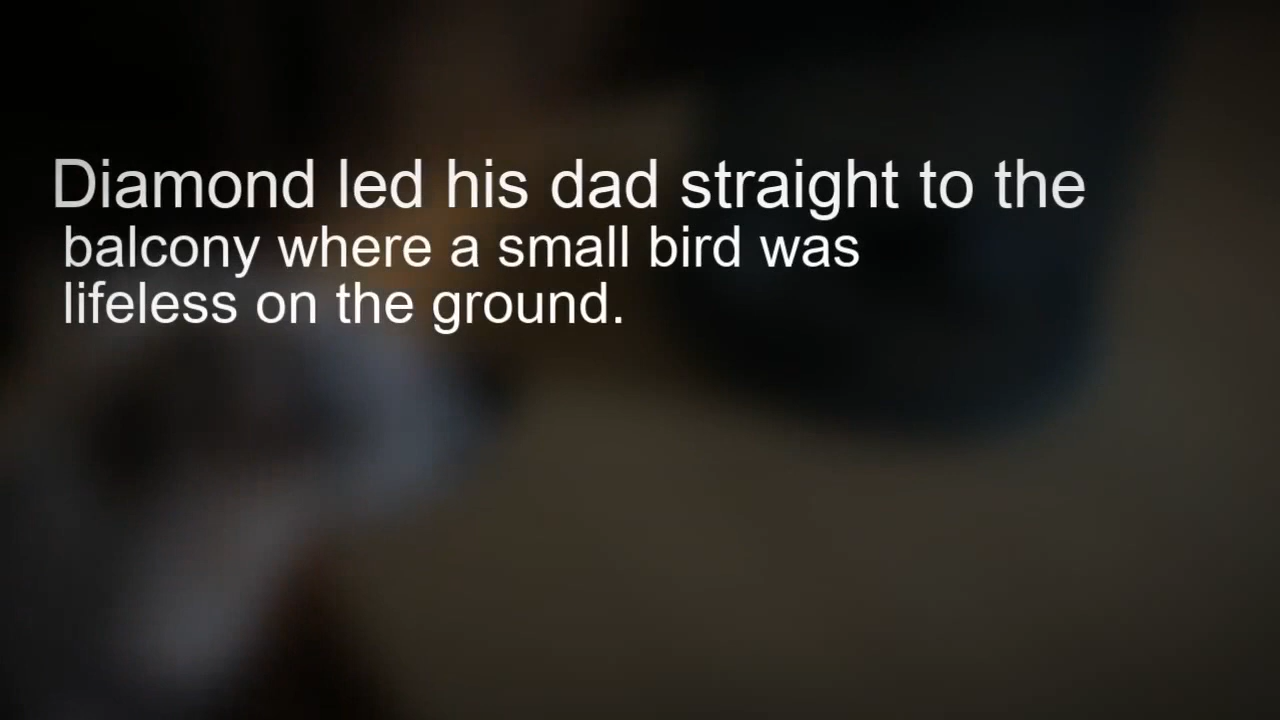 Diamond led his dad straight to the
balcony where a small bird was
lifeless on the ground.